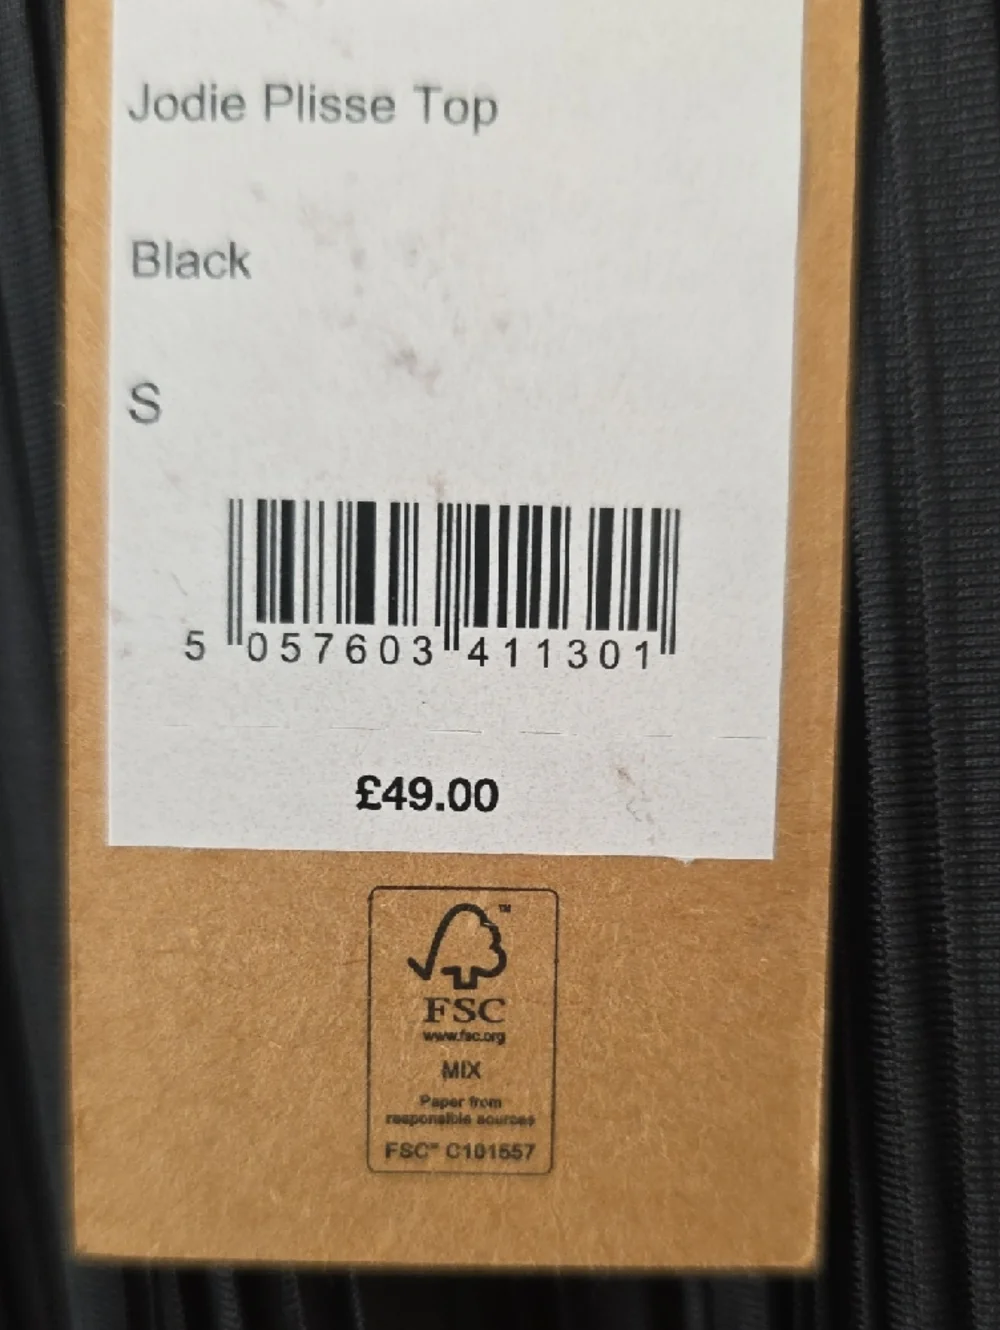 Jodie Plisse Top
Black
S
5 057603 411301
£49.00
™
FSC
www.fsc.org
MIX
Paper from
responsible sources
FSC™ C101557